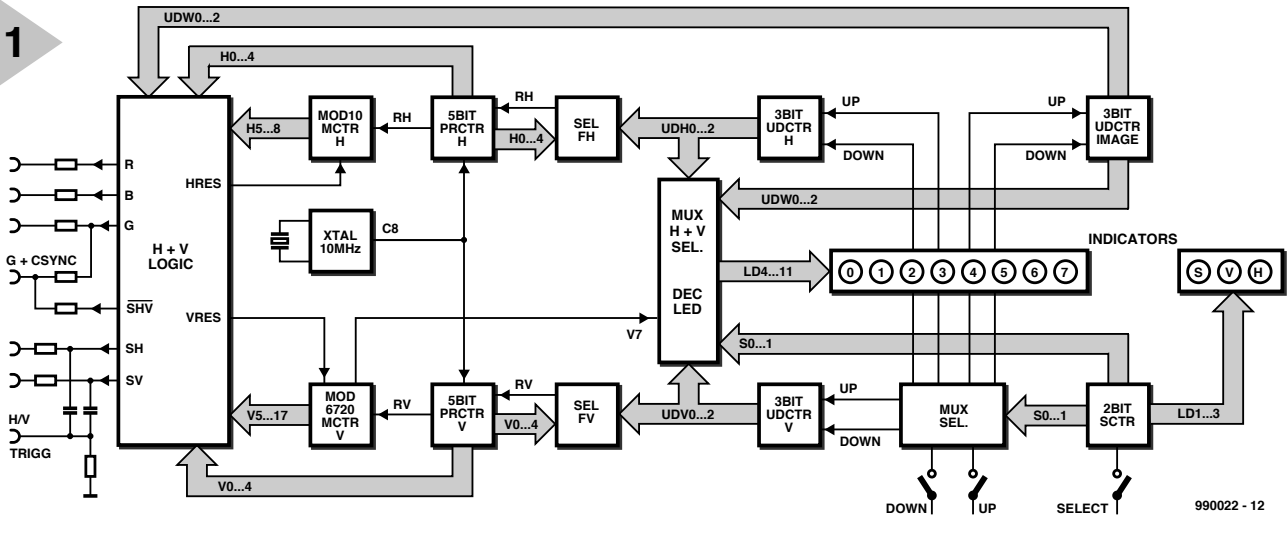 1
UDW0...2
H0...4
MOD10
MCTR
H
RH
5BIT
PRCTR
H
RH
H0...4
SEL
FH
UDH0...2
3BIT
UDCTR
H
UP
DOWN
UP
DOWN
3BIT
UDCTR
IMAGE
H5...8
R
B
G
G + CSYNC
SHV
SH
SV
H/V
TRIGG
HRES
H + V
LOGIC
VRES
XTAL
10MHz
C8
MUX
H + V
SEL.
DEC
LED
UDW0...2
LD4...11
INDICATORS
0 1 2 3 4 5 6 7
S V H
V7
S0...1
V5...17
MOD
6720
MCTR
V
RV
5BIT
PRCTR
V
RV
V0...4
SEL
FV
UDV0...2
3BIT
UDCTR
V
UP
DOWN
MUX
SEL.
S0...1
2BIT
SCTR
LD1...3
V0...4
DOWN
UP
SELECT
990022 - 12